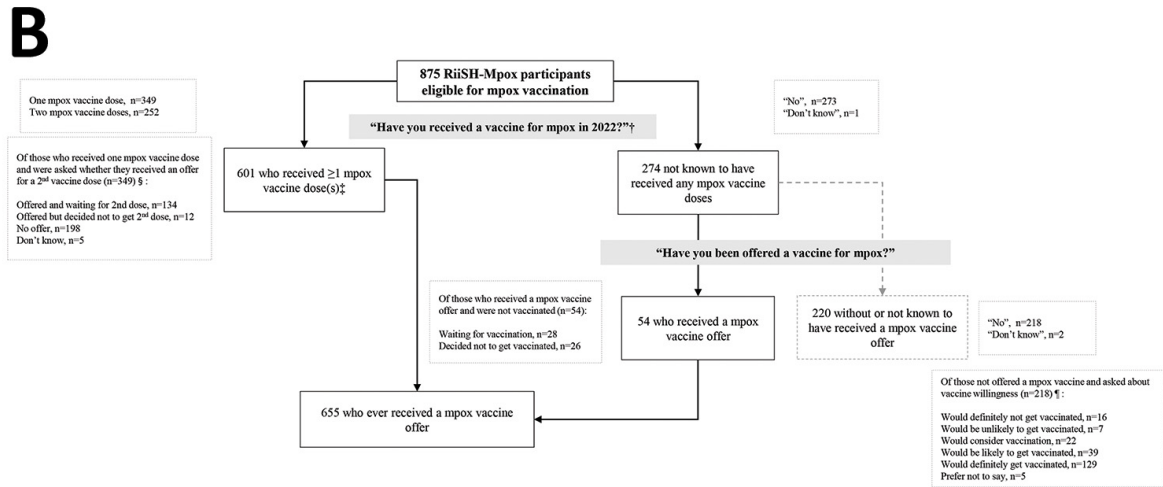 B
875 RiiSH-Mpox participants
eligible for mpox vaccination
One mpox vaccine dose, n=349
Two mpox vaccine doses, n=252
"No", n=273
"Don't know", n=1
"Have you received a vaccine for mpox in 2022?"†
Of those who received one mpox vaccine dose
and were asked whether they received an offer
for a 2nd vaccine dose (n=349) § :
Offered and waiting for 2nd dose, n=134
Offered but decided not to get 2nd dose, n=12
No offer, n=198
Don't know, n=5
601 who received ≥1 mpox
vaccine dose(s)‡
274 not known to have
received any mpox vaccine
doses
"Have you been offered a vaccine for mpox?"
Of those who received a mpox vaccine
offer and were not vaccinated (n=54):
Waiting for vaccination, n=28
Decided not to get vaccinated, n=26
54 who received a mpox
vaccine offer
220 without or not known to
have received a mpox vaccine
offer
"No", n=218
"Don't know", n=2
655 who ever received a mpox vaccine
offer
Of those not offered a mpox vaccine and asked about
vaccine willingness (n=218) ¶ :
Would definitely not get vaccinated, n=16
Would be unlikely to get vaccinated, n=7
Would consider vaccination, n=22
Would be likely to get vaccinated, n=39
Would definitely get vaccinated, n=129
Prefer not to say, n=5